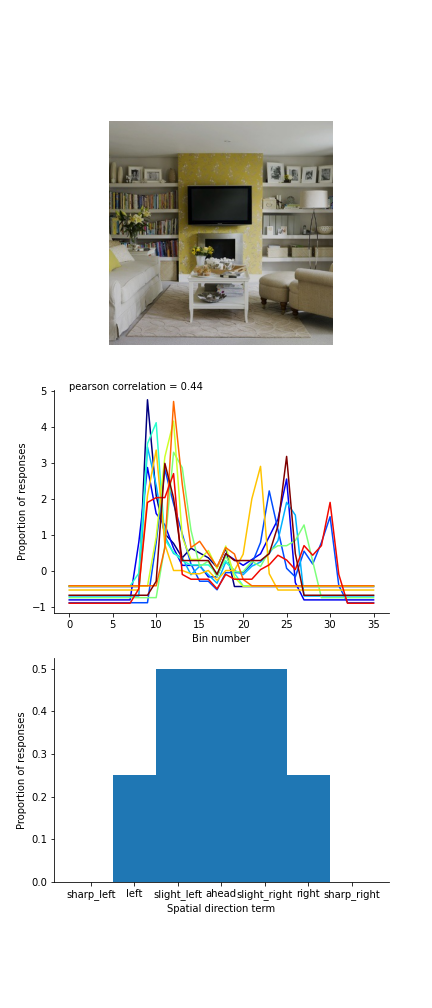 pearson correlation = 0.44
5
4
3
2
1
0
−1
Proportion of responses
0 5 10 15 20 25 30 35
Bin number
0.5
0.4
0.3
0.2
0.1
0.0
Proportion of responses
sharp_left left slight_left ahead slight_right right sharp_right
Spatial direction term